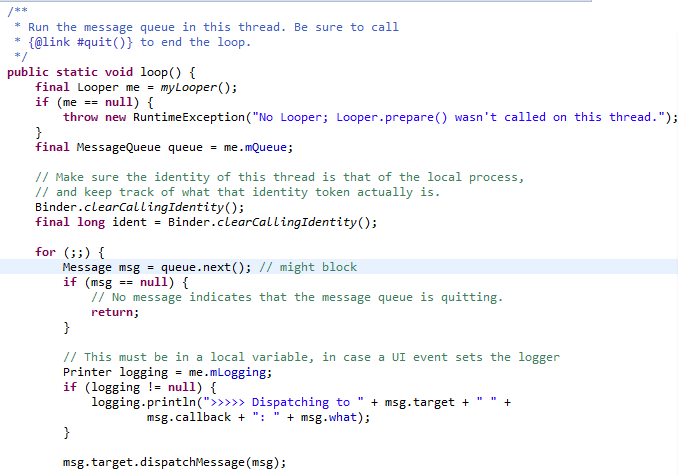 /**
 * Run the message queue in this thread. Be sure to call
 * {@link #quit()} to end the loop.
 */
public static void loop() {
    final Looper me = myLooper();
    if (me == null) {
        throw new RuntimeException("No Looper; Looper.prepare() wasn't called on this thread.");
    }
    final MessageQueue queue = me.mQueue;

    // Make sure the identity of this thread is that of the local process,
    // and keep track of what that identity token actually is.
    Binder.clearCallingIdentity();
    final long ident = Binder.clearCallingIdentity();

    for (;;) {
        Message msg = queue.next(); // might block
        if (msg == null) {
            // No message indicates that the message queue is quitting.
            return;
        }

        // This must be in a local variable, in case a UI event sets the logger
        Printer logging = me.mLogging;
        if (logging != null) {
            logging.println(">>>>> Dispatching to " + msg.target + " " +
                    msg.callback + ": " + msg.what);
        }

        msg.target.dispatchMessage(msg);